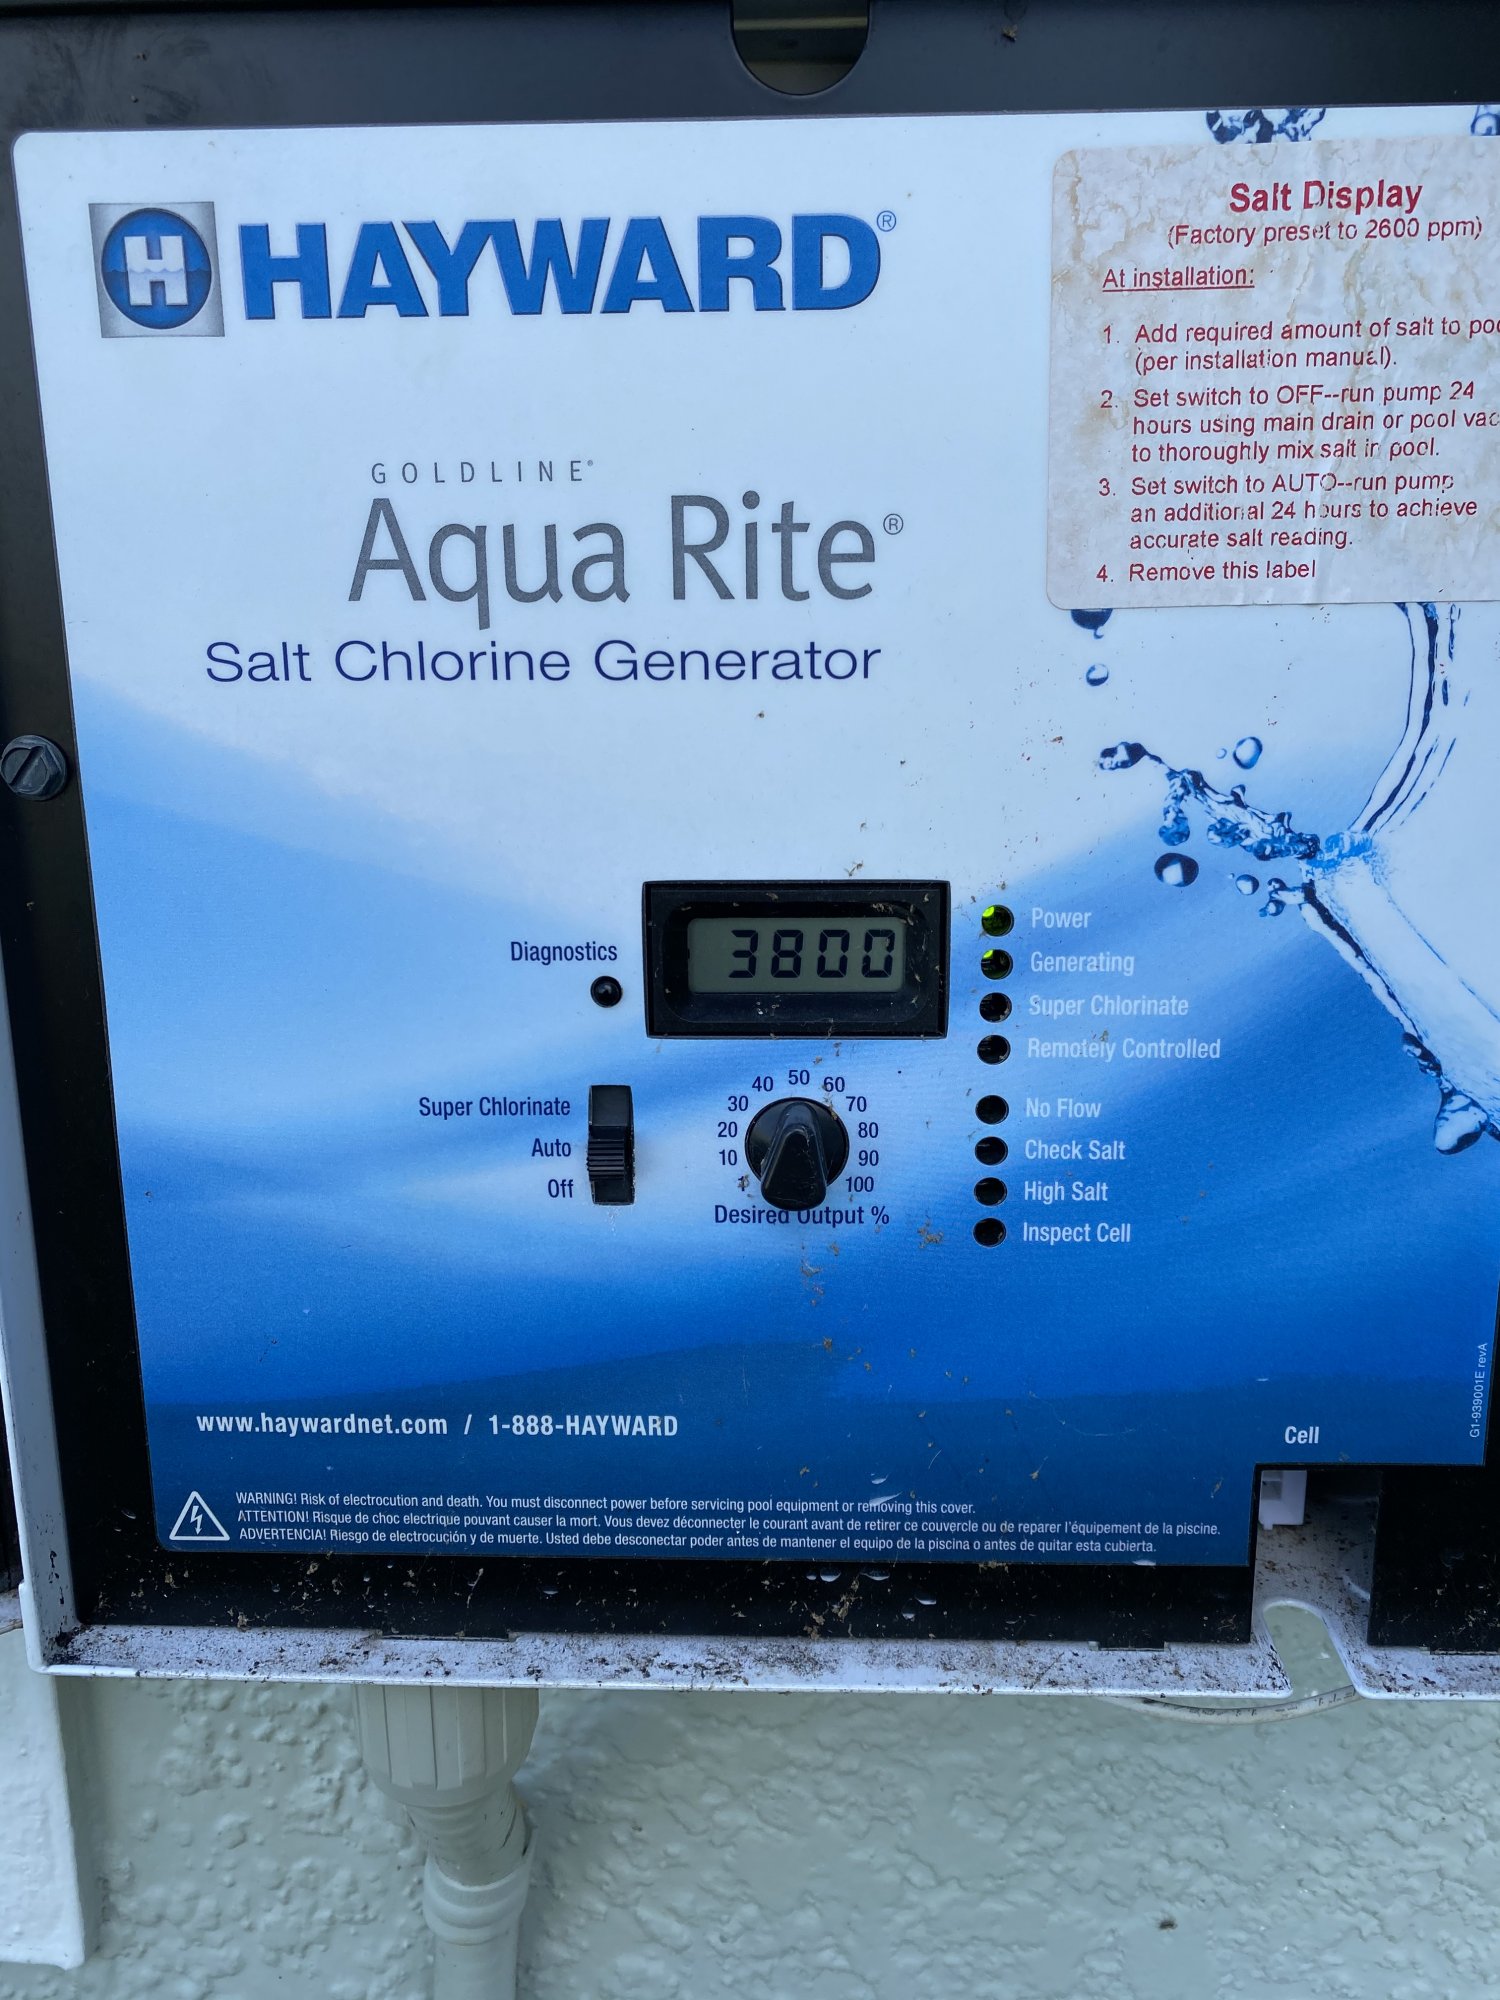 H HAYWARD®
GOLDLINE®
Aqua Rite®
Salt Chlorine Generator
Salt Display
(Factory preset to 2600 ppm)
At installation:
1. Add required amount of salt to poo
(per installation manual).
2. Set switch to OFF--run pump 24
hours using main drain or pool vac
to thoroughly mix salt in pool.
3. Set switch to AUTO--run pump
an additional 24 hours to achieve
accurate salt reading.
4. Remove this label
Diagnostics
3800
Power
Generating
Super Chlorinate
Remotely Controlled
No Flow
Check Salt
High Salt
Inspect Cell
Super Chlorinate
Auto
Off
1 10 20 30 40 50 60 70 80 90 100
Desired Output %
www.haywardnet.com / 1-888-HAYWARD
Cell
G1-939001E revA
WARNING! Risk of electrocution and death. You must disconnect power before servicing pool equipment or removing this cover.
ATTENTION! Risque de choc electrique pouvant causer la mort. Vous devez déconnecter le courant avant de retirer ce couvercle ou de reparer l'équipement de la piscine.
ADVERTENCIA! Riesgo de electrocución y de muerte. Usted debe desconectar poder antes de mantener el equipo de la piscina o antes de quitar esta cubierta.